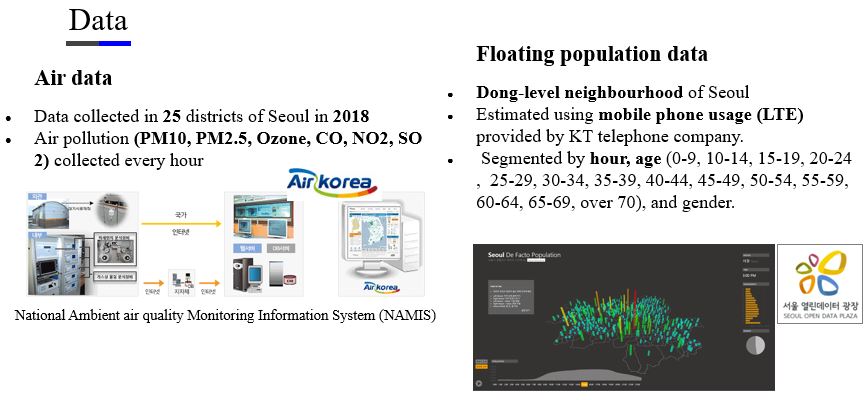 Data
Air data
• Data collected in 25 districts of Seoul in 2018
• Air pollution (PM10, PM2.5, Ozone, CO, NO2, SO
2) collected every hour
Air korea
외관
내부
국가
인터넷
웹서버
DB서버
인터넷
지자체
인터넷
Air korea
National Ambient air quality Monitoring Information System (NAMIS)
Floating population data
• Dong-level neighbourhood of Seoul
• Estimated using mobile phone usage (LTE)
provided by KT telephone company.
• Segmented by hour, age (0-9, 10-14, 15-19, 20-24
, 25-29, 30-34, 35-39, 40-44, 45-49, 50-54, 55-59,
60-64, 65-69, over 70), and gender.
Seoul De Facto Population
서울 열린데이터 광장
SEOUL OPEN DATA PLAZA